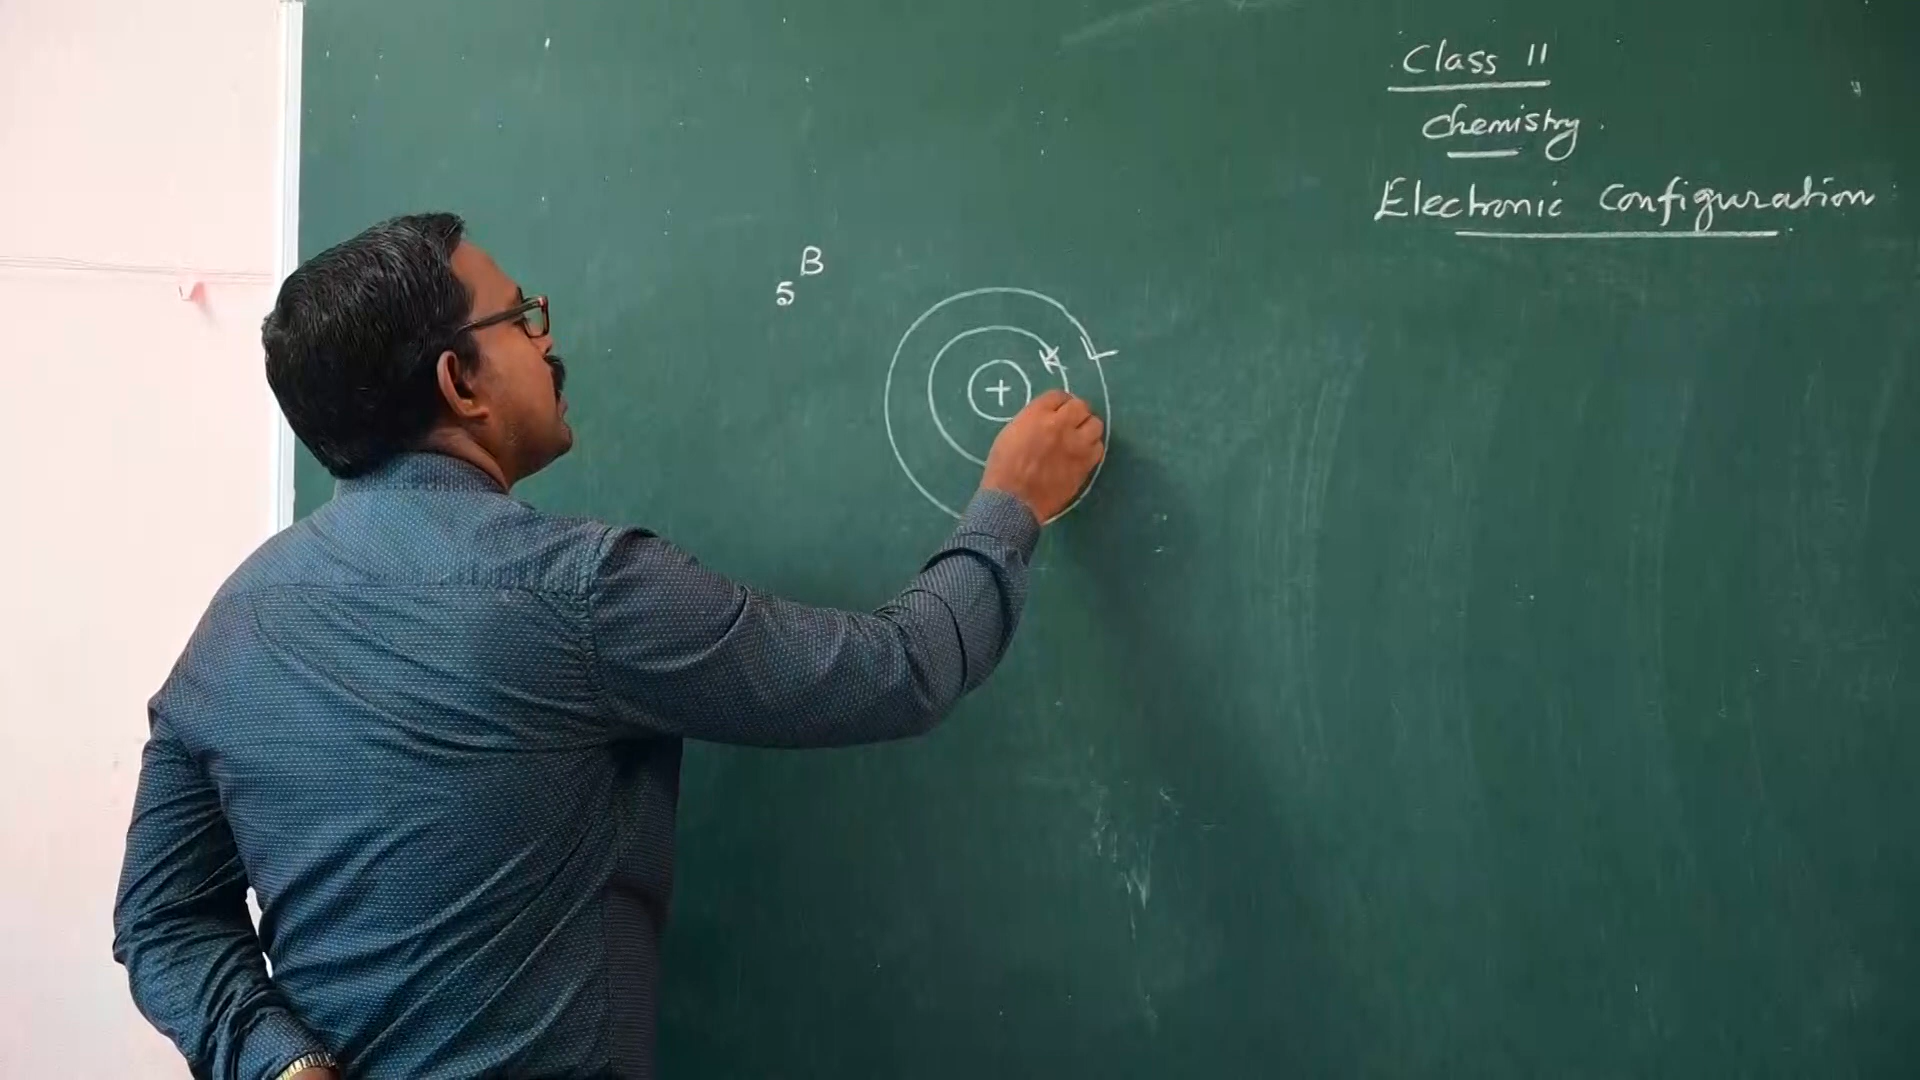 Class 11
Chemistry.
Electronic Configuration
B
5
K L
+